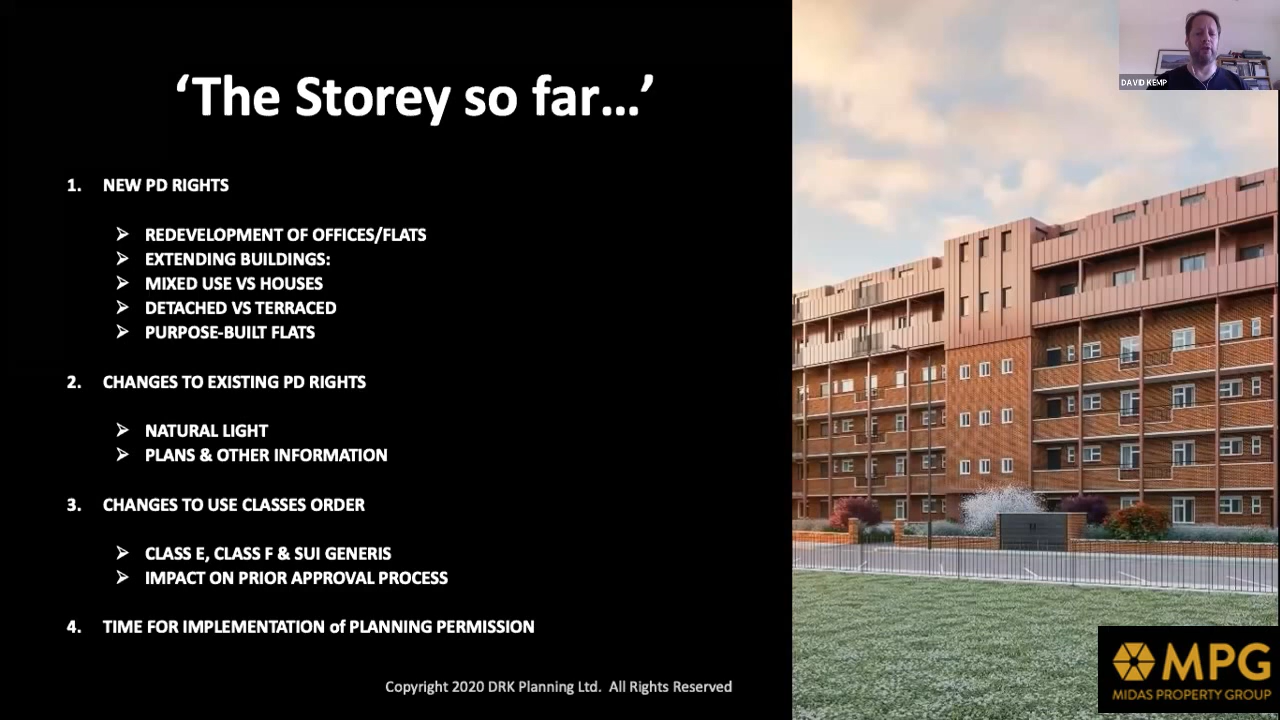 ‘The Storey so far...’
DAVID KEMP
1. NEW PD RIGHTS
➢ REDEVELOPMENT OF OFFICES/FLATS
➢ EXTENDING BUILDINGS:
➢ MIXED USE VS HOUSES
➢ DETACHED VS TERRACED
➢ PURPOSE-BUILT FLATS
2. CHANGES TO EXISTING PD RIGHTS
➢ NATURAL LIGHT
➢ PLANS & OTHER INFORMATION
3. CHANGES TO USE CLASSES ORDER
➢ CLASS E, CLASS F & SUI GENERIS
➢ IMPACT ON PRIOR APPROVAL PROCESS
4. TIME FOR IMPLEMENTATION of PLANNING PERMISSION
Copyright 2020 DRK Planning Ltd. All Rights Reserved
MPG
MIDAS PROPERTY GROUP